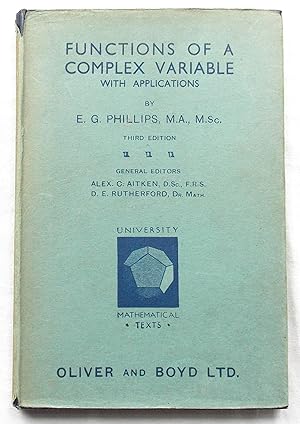 FUNCTIONS OF A
COMPLEX VARIABLE
WITH APPLICATIONS
BY
E. G. PHILLIPS, M.A., M.Sc.
THIRD EDITION
GENERAL EDITORS
ALEX. C. AITKEN, D.Sc., F.R.S.
D. E. RUTHERFORD, Dr. Math.
UNIVERSITY
MATHEMATICAL
• TEXTS •
OLIVER AND BOYD LTD.